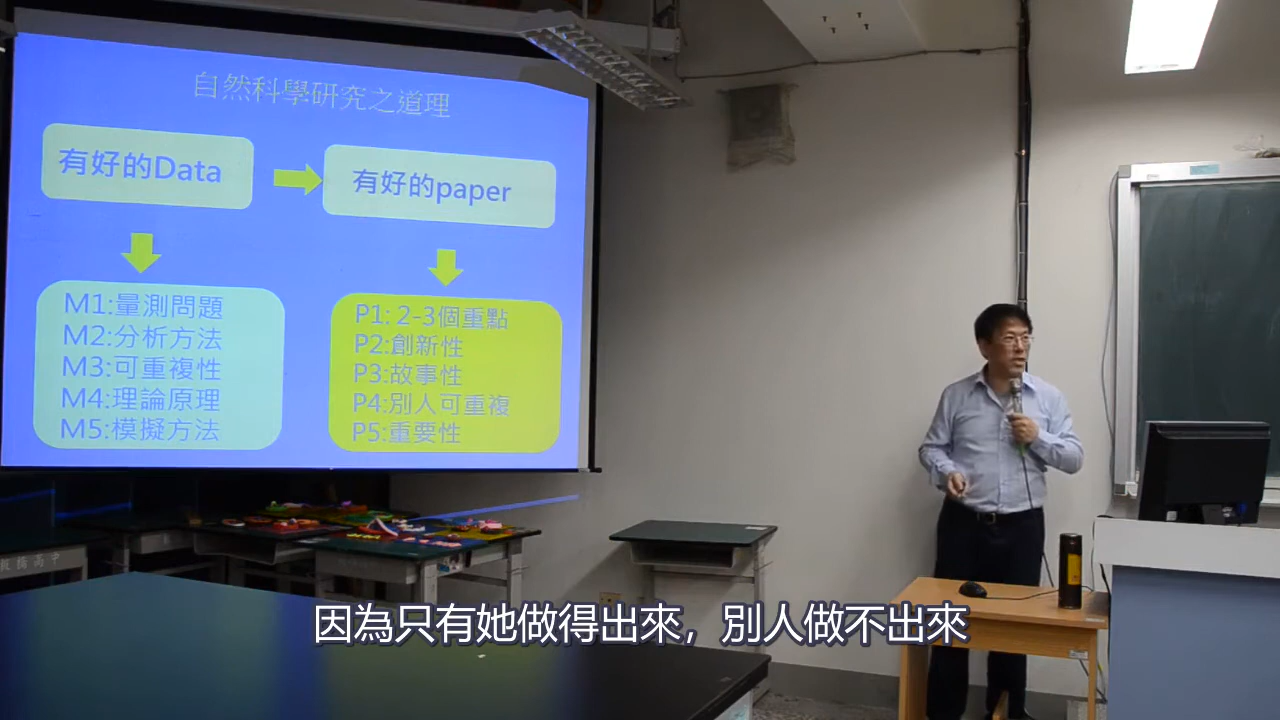 自然科學研究之道理
有好的Data
有好的paper
M1:量測問題
M2:分析方法
M3:可重複性
M4:理論原理
M5:模擬方法
P1: 2-3個重點
P2:創新性
P3:故事性
P4:別人可重複
P5:重要性
因為只有她做得出來，別人做不出來